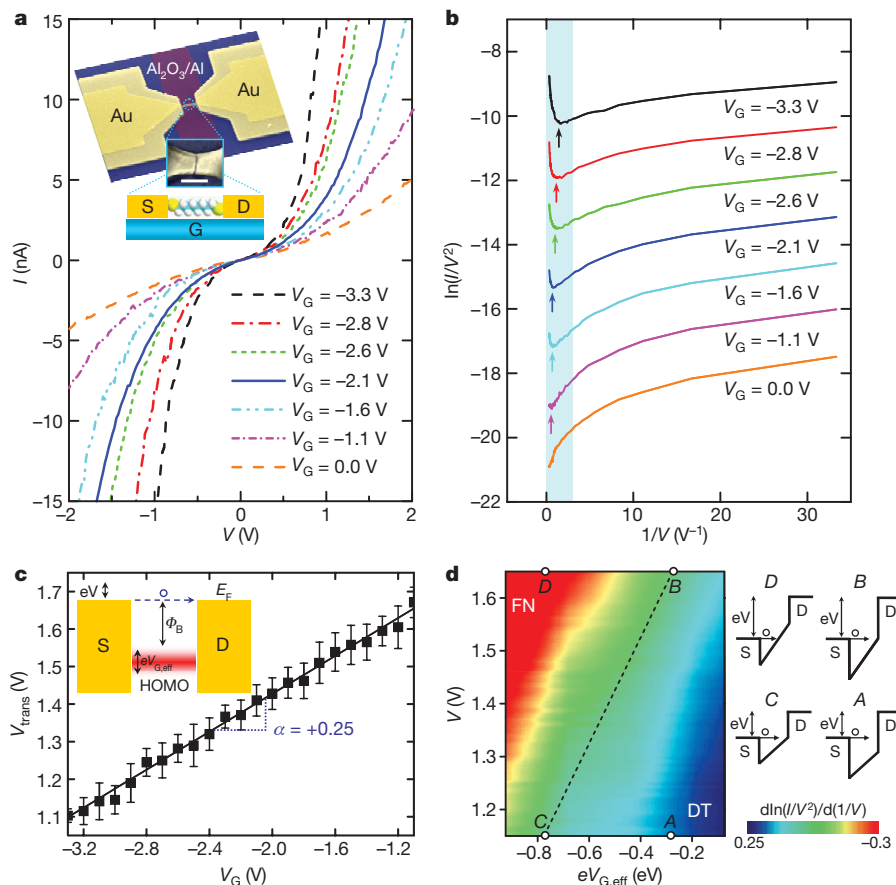 a
15
10
5
0
−5
−10
−15
I (nA)
−2
−1
0
1
2
V (V)
Al2O3/Al
Au
Au
S
D
G
VG = −3.3 V
VG = −2.8 V
VG = −2.6 V
VG = −2.1 V
VG = −1.6 V
VG = −1.1 V
VG = 0.0 V
b
−8
−10
−12
−14
−16
−18
−20
−22
ln(I/V²)
0
10
20
30
1/V (V⁻¹)
VG = −3.3 V
VG = −2.8 V
VG = −2.6 V
VG = −2.1 V
VG = −1.6 V
VG = −1.1 V
VG = 0.0 V
c
1.7
1.6
1.5
1.4
1.3
1.2
1.1
Vtrans (V)
−3.2
−2.8
−2.4
−2.0
−1.6
−1.2
VG (V)
eV
EF
ΦB
S
D
eVG,eff
HOMO
α = +0.25
d
1.6
1.5
1.4
1.3
1.2
V (V)
−0.8
−0.6
−0.4
−0.2
eVG,eff (eV)
D
B
FN
C
A
DT
D
eV
D
S
B
eV
D
S
C
eV
D
S
A
eV
D
S
dln(I/V²)/d(1/V)
0.25
−0.3